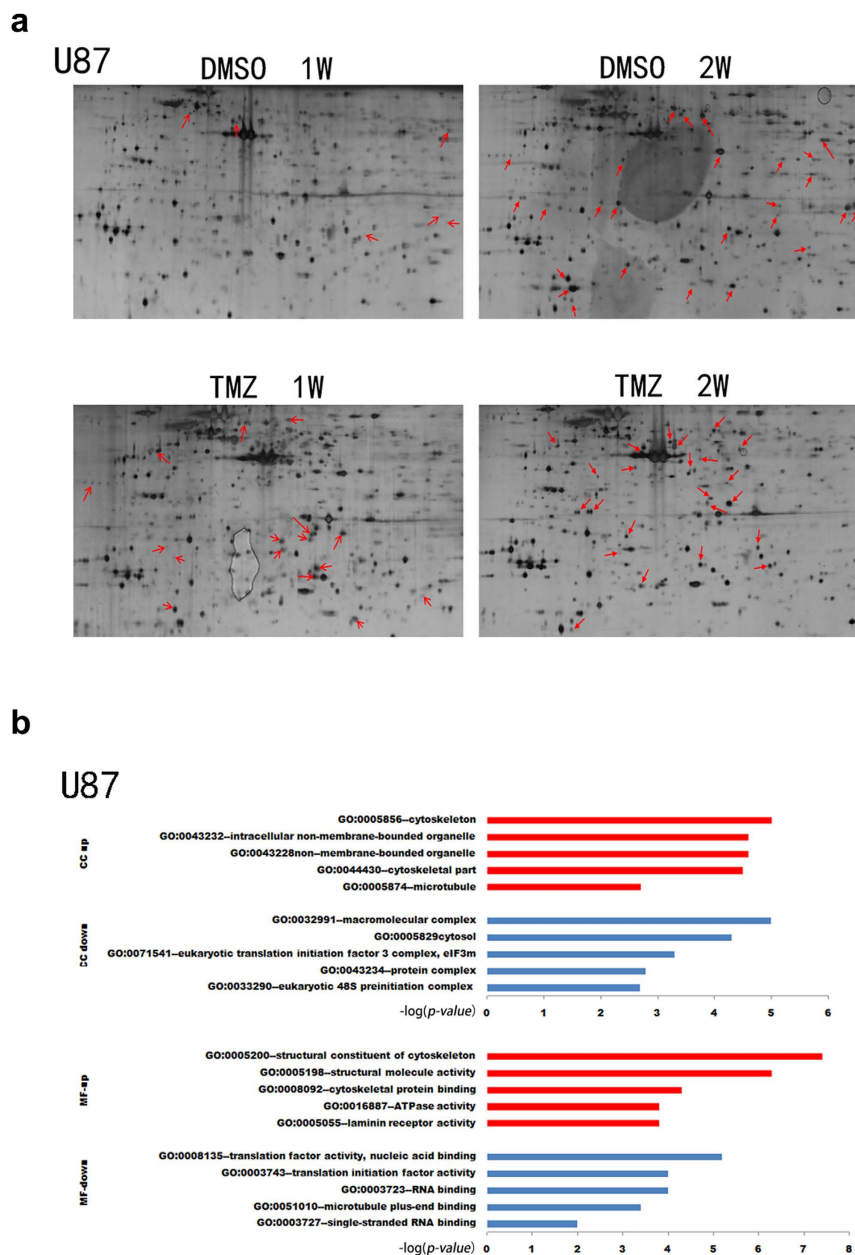 a
U87
DMSO 1W
DMSO 2W
TMZ 1W
TMZ 2W
b
U87
CC up
GO:0005856--cytoskeleton
GO:0043232--intracellular non-membrane-bounded organelle
GO:0043228non--membrane-bounded organelle
GO:0044430--cytoskeletal part
GO:0005874--microtubule
CC down
GO:0032991--macromolecular complex
GO:0005829cytosol
GO:0071541--eukaryotic translation initiation factor 3 complex, eIF3m
GO:0043234--protein complex
GO:0033290--eukaryotic 48S preinitiation complex
-log(p-value) 0 1 2 3 4 5 6
MF-up
GO:0005200--structural constituent of cytoskeleton
GO:0005198--structural molecule activity
GO:0008092--cytoskeletal protein binding
GO:0016887--ATPase activity
GO:0005055--laminin receptor activity
MF-down
GO:0008135--translation factor activity, nucleic acid binding
GO:0003743--translation initiation factor activity
GO:0003723--RNA binding
GO:0051010--microtubule plus-end binding
GO:0003727--single-stranded RNA binding
-log(p-value) 0 1 2 3 4 5 6 7 8